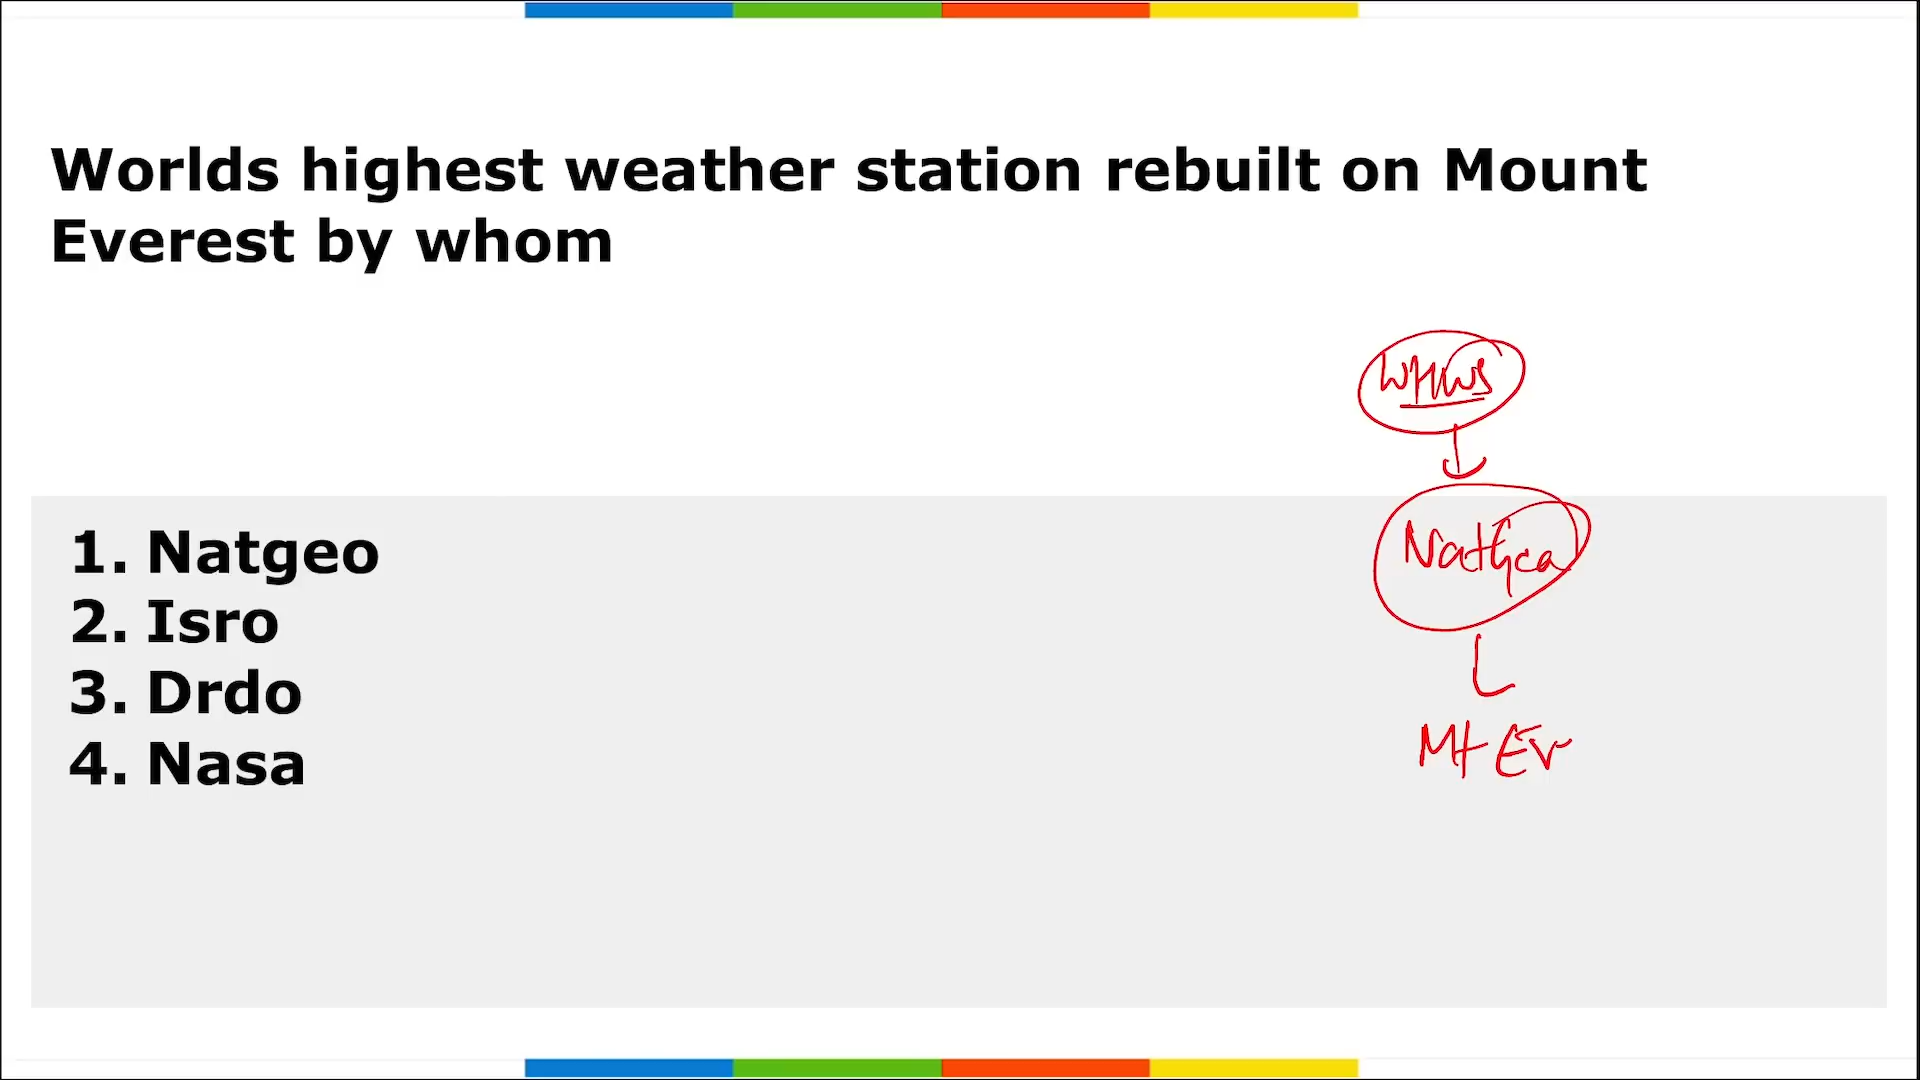 Worlds highest weather station rebuilt on Mount
Everest by whom
WHWS
1. Natgeo
2. Isro
3. Drdo
4. Nasa
Mt Ev